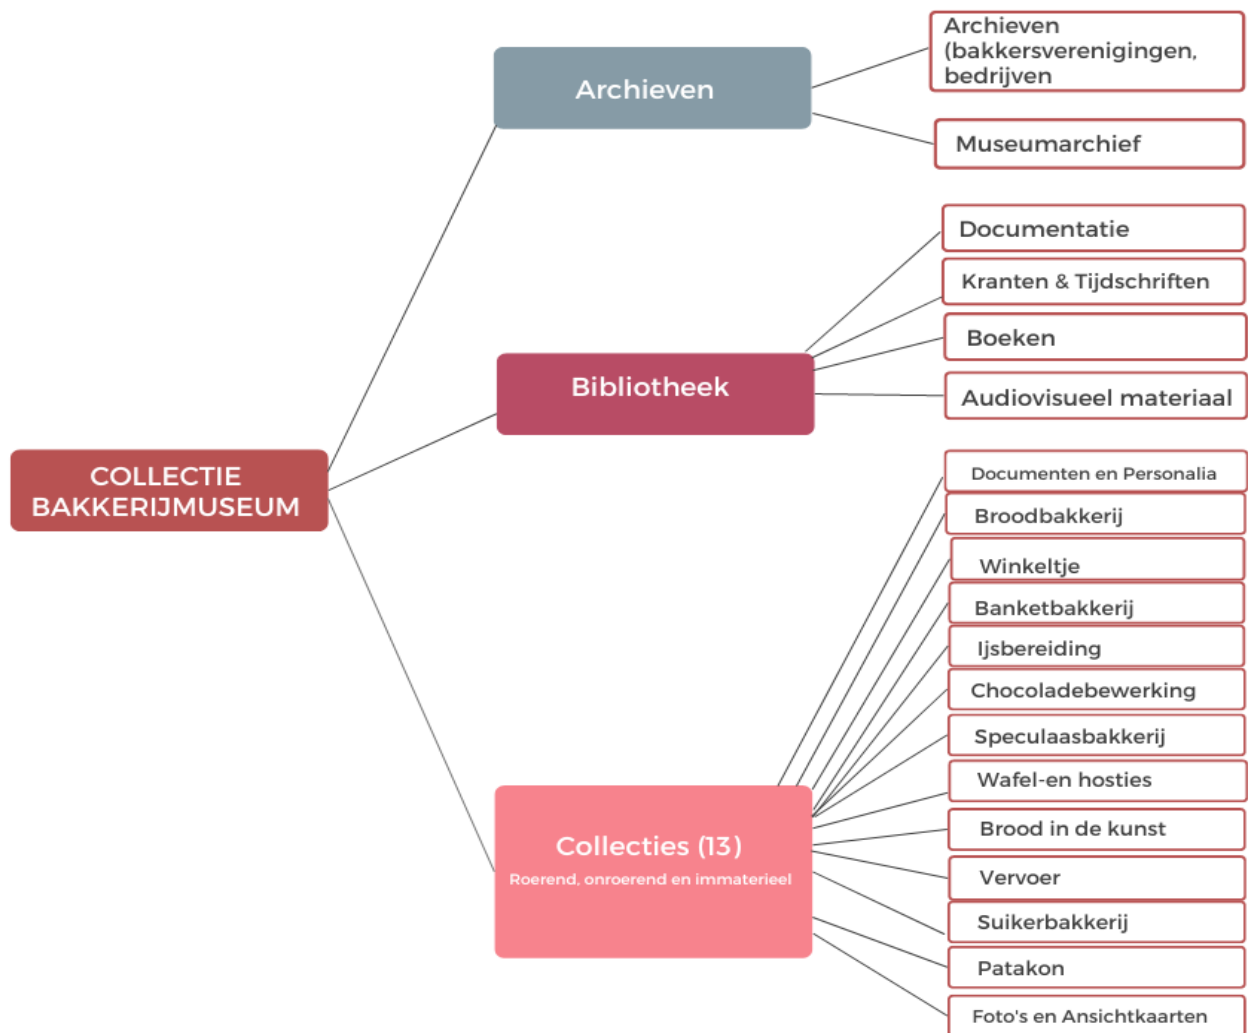 COLLECTIE
BAKKERIJMUSEUM
Archieven
Archieven
(bakkersverenigingen,
bedrijven
Museumarchief
Bibliotheek
Documentatie
Kranten & Tijdschriften
Boeken
Audiovisueel materiaal
Collecties (13)
Roerend, onroerend en immaterieel
Documenten en Personalia
Broodbakkerij
Winkeltje
Banketbakkerij
Ijsbereiding
Chocoladebewerking
Speculaasbakkerij
Wafel-en hosties
Brood in de kunst
Vervoer
Suikerbakkerij
Patakon
Foto's en Ansichtkaarten